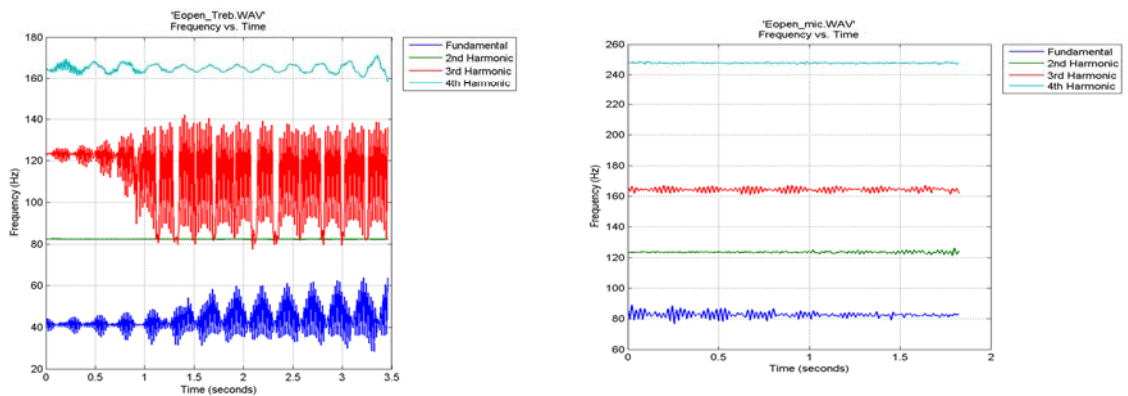 'Eopen_Treb.WAV'
Frequency vs. Time
180
160
140
120
100
80
60
40
20
Frequency (Hz)
0
0.5
1
1.5
2
2.5
3
3.5
Time (seconds)
Fundamental
2nd Harmonic
3rd Harmonic
4th Harmonic
'Eopen_mic.WAV'
Frequency vs. Time
260
240
220
200
180
160
140
120
100
80
60
Frequency (Hz)
0
0.5
1
1.5
2
Time (seconds)
Fundamental
2nd Harmonic
3rd Harmonic
4th Harmonic